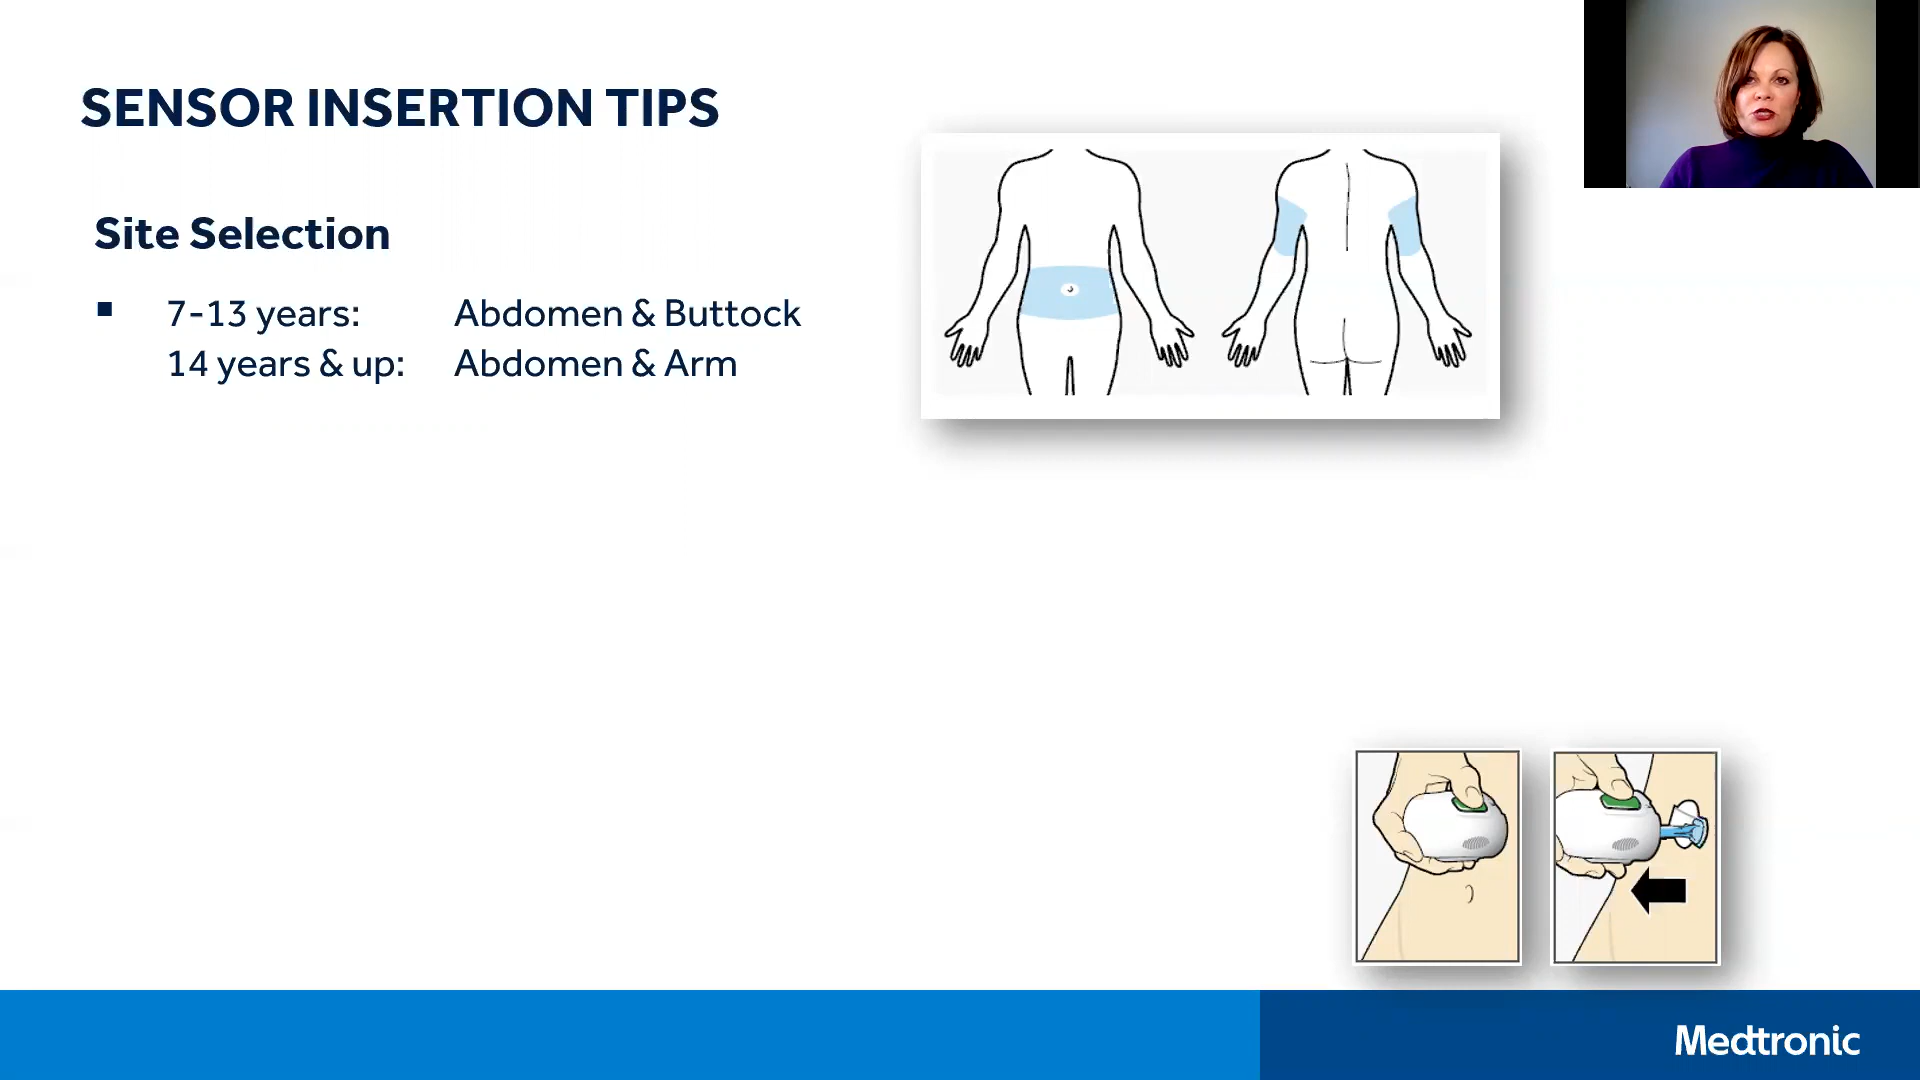 SENSOR INSERTION TIPS
Site Selection
▪ 7-13 years: Abdomen & Buttock
14 years & up: Abdomen & Arm
Medtronic